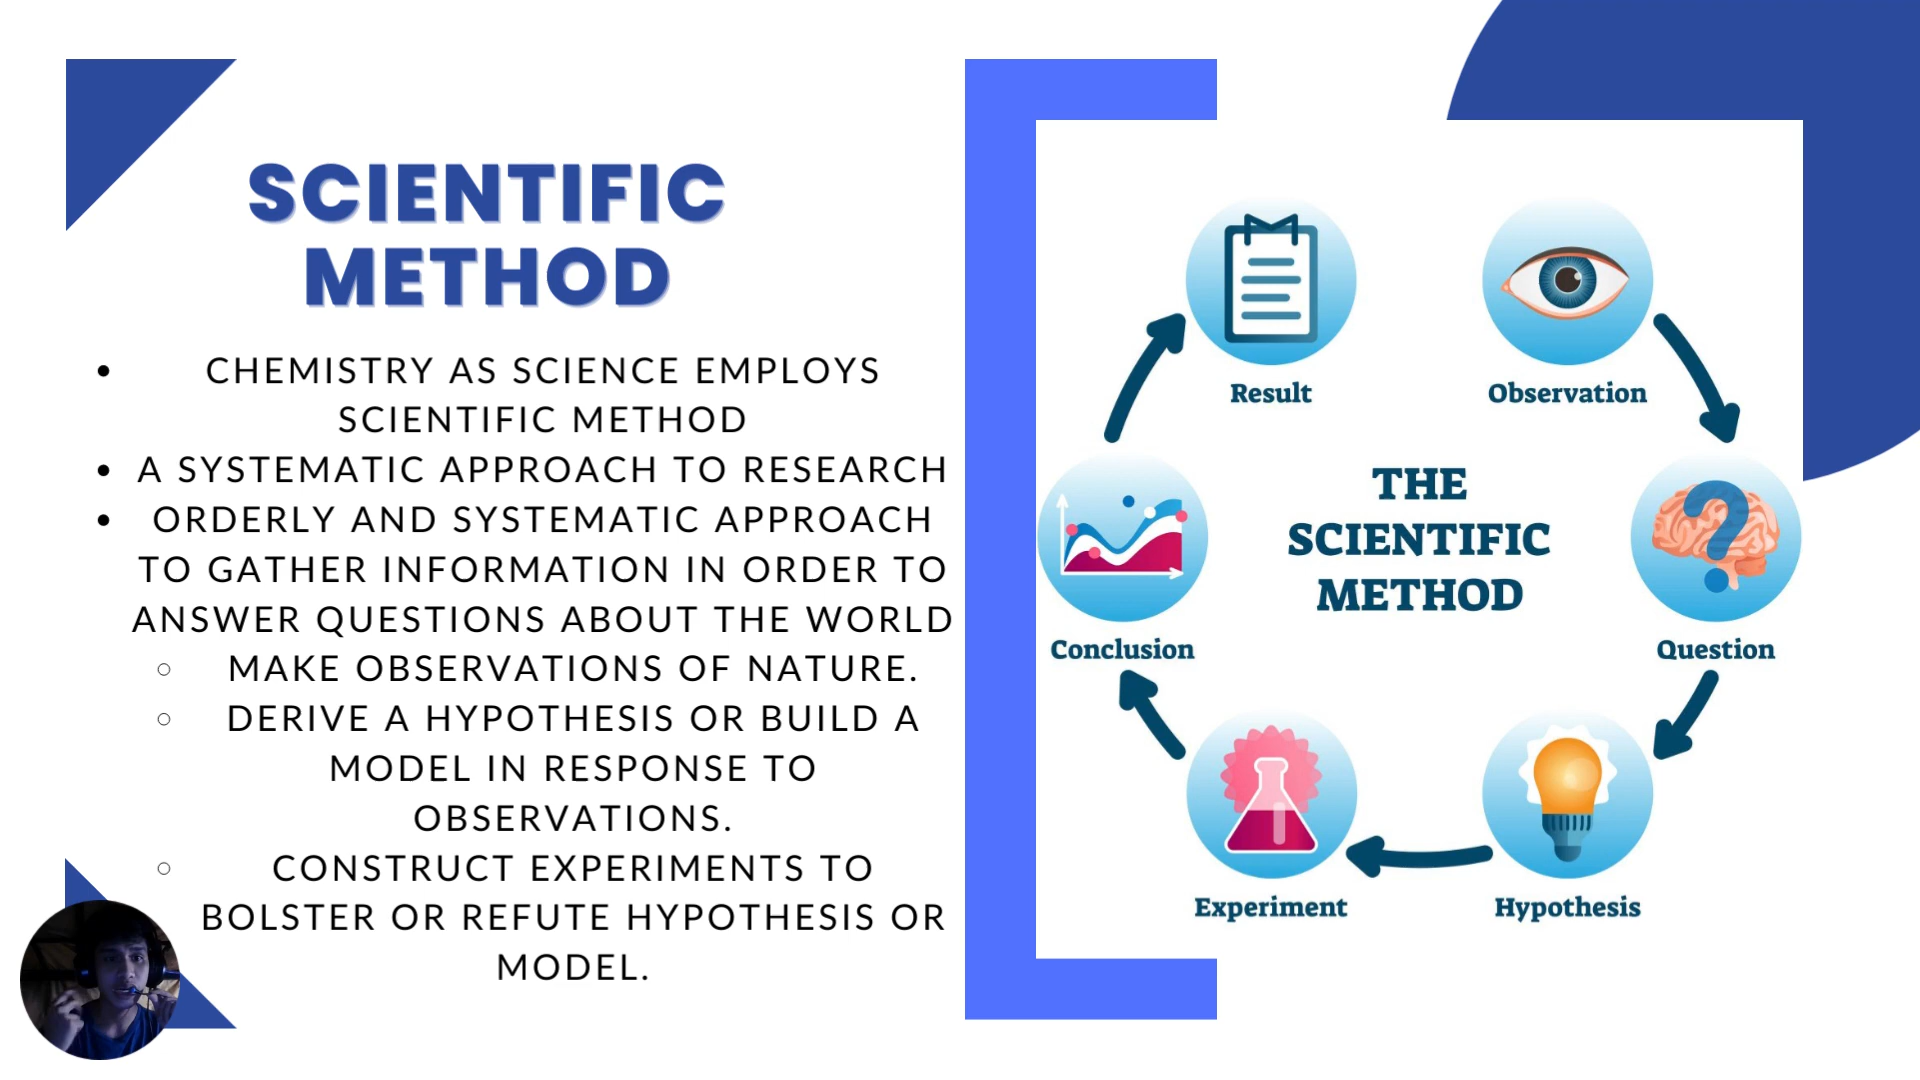 SCIENTIFIC
METHOD
• CHEMISTRY AS SCIENCE EMPLOYS
SCIENTIFIC METHOD
• A SYSTEMATIC APPROACH TO RESEARCH
• ORDERLY AND SYSTEMATIC APPROACH
TO GATHER INFORMATION IN ORDER TO
ANSWER QUESTIONS ABOUT THE WORLD
○ MAKE OBSERVATIONS OF NATURE.
○ DERIVE A HYPOTHESIS OR BUILD A
MODEL IN RESPONSE TO
OBSERVATIONS.
○ CONSTRUCT EXPERIMENTS TO
BOLSTER OR REFUTE HYPOTHESIS OR
MODEL.
Result
Observation
THE
SCIENTIFIC
METHOD
Conclusion
Question
Experiment
Hypothesis